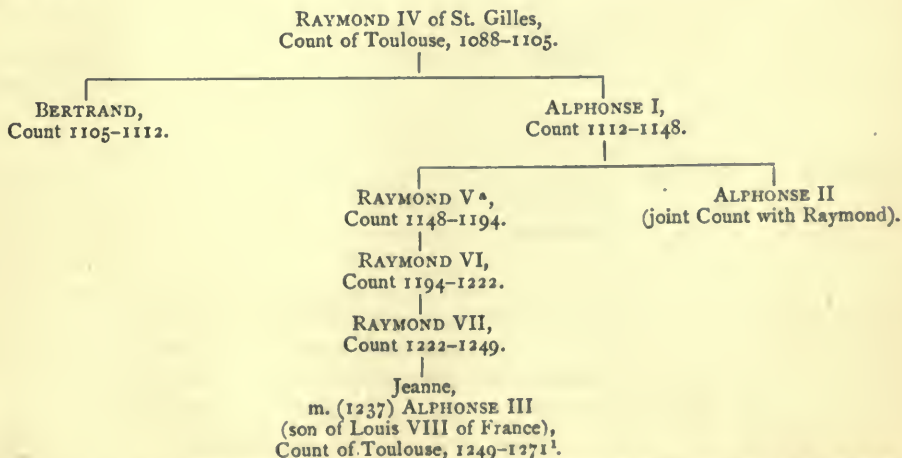 RAYMOND IV of St. Gilles,
Count of Toulouse, 1088–1105.
BERTRAND,
Count 1105–1112.
ALPHONSE I,
Count 1112–1148.
RAYMOND V ᵃ,
Count 1148–1194.
ALPHONSE II
(joint Count with Raymond).
RAYMOND VI,
Count 1194–1222.
RAYMOND VII,
Count 1222–1249.
Jeanne,
m. (1237) ALPHONSE III
(son of Louis VIII of France),
Count of Toulouse, 1249–1271¹.